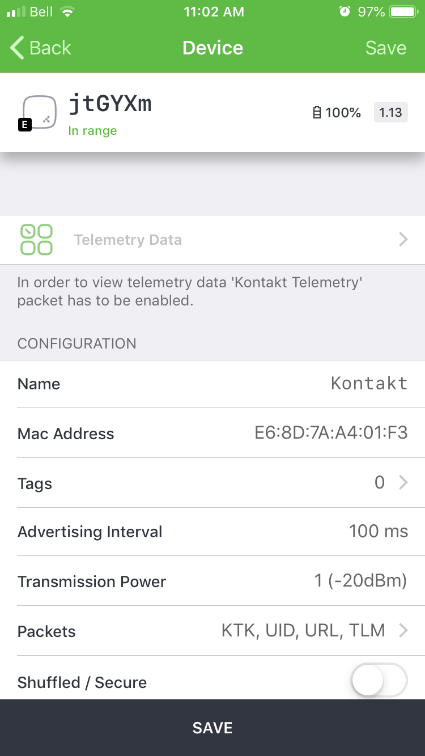 Bell 11:02 AM 97%
Back Device Save
jtGYXm
E In range 100% 1.13
Telemetry Data
In order to view telemetry data 'Kontakt Telemetry'
packet has to be enabled.
CONFIGURATION
Name Kontakt
Mac Address E6:8D:7A:A4:01:F3
Tags 0
Advertising Interval 100 ms
Transmission Power 1 (-20dBm)
Packets KTK, UID, URL, TLM
Shuffled / Secure
SAVE